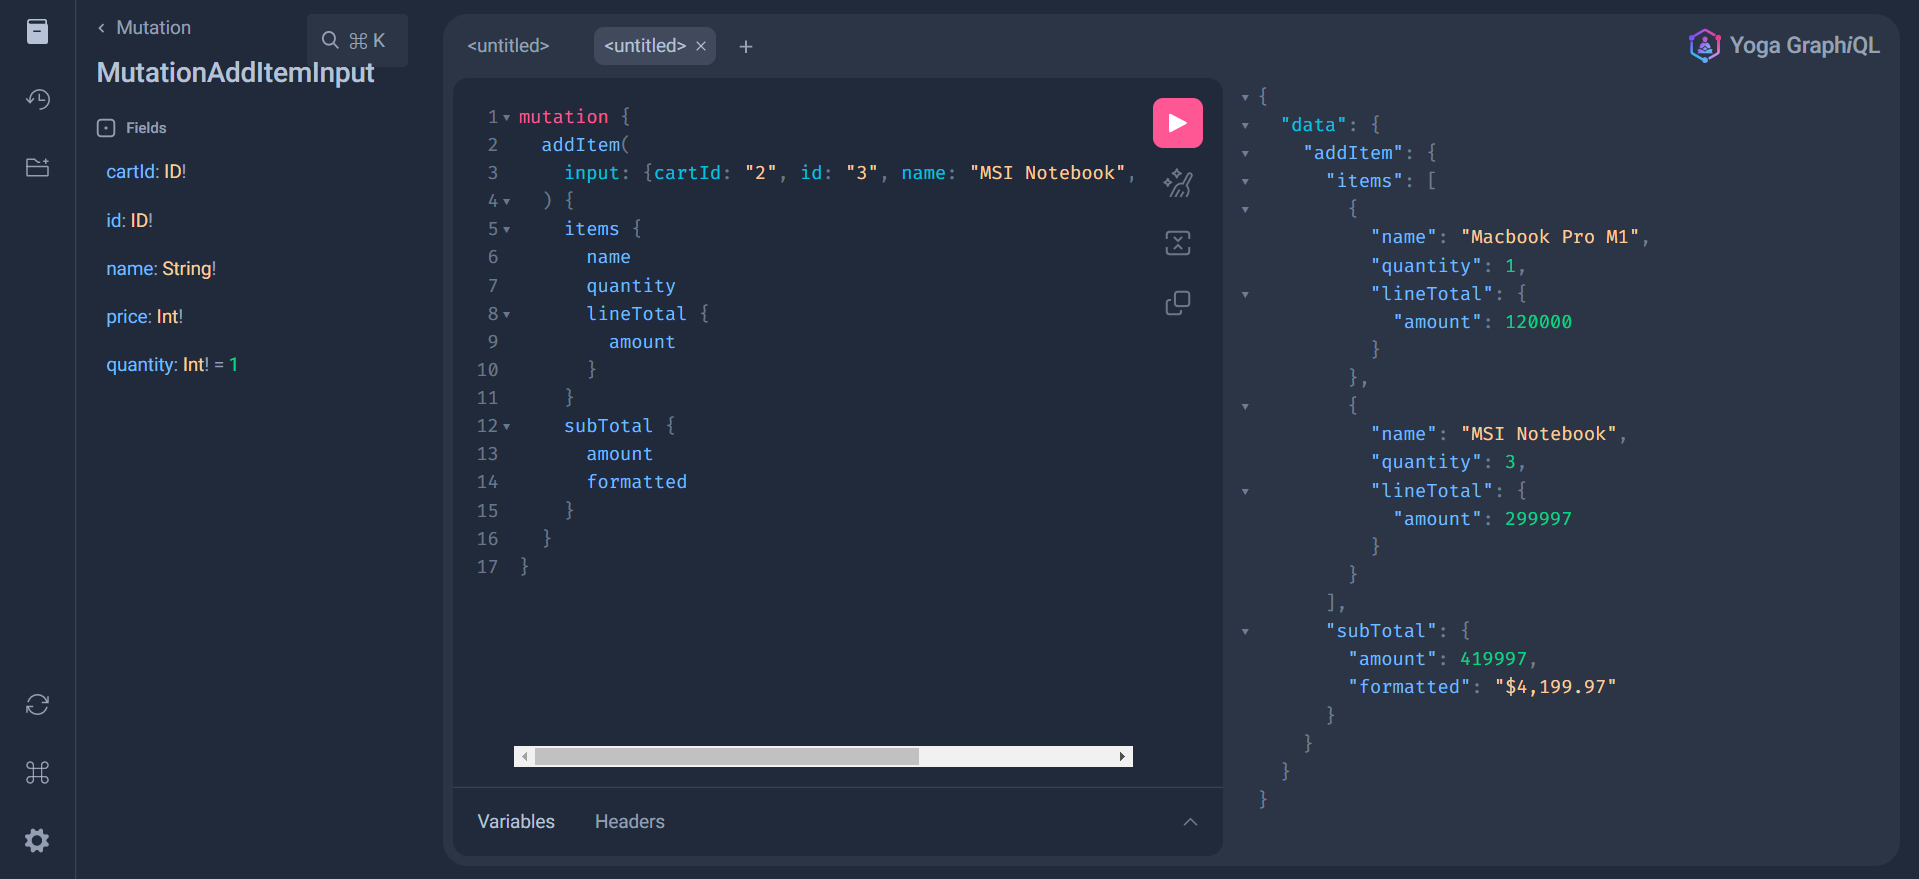 ‹ Mutation
⌘ K
MutationAddItemInput
Fields
cartId: ID!
id: ID!
name: String!
price: Int!
quantity: Int! = 1
<untitled>
<untitled> × +
Yoga GraphiQL
1 mutation {
2 addItem(
3 input: {cartId: "2", id: "3", name: "MSI Notebook",
4 ) {
5 items {
6 name
7 quantity
8 lineTotal {
9 amount
10 }
11 }
12 subTotal {
13 amount
14 formatted
15 }
16 }
17 }
Variables Headers
{
"data": {
"addItem": {
"items": [
{
"name": "Macbook Pro M1",
"quantity": 1,
"lineTotal": {
"amount": 120000
}
},
{
"name": "MSI Notebook",
"quantity": 3,
"lineTotal": {
"amount": 299997
}
}
],
"subTotal": {
"amount": 419997,
"formatted": "$4,199.97"
}
}
}
}